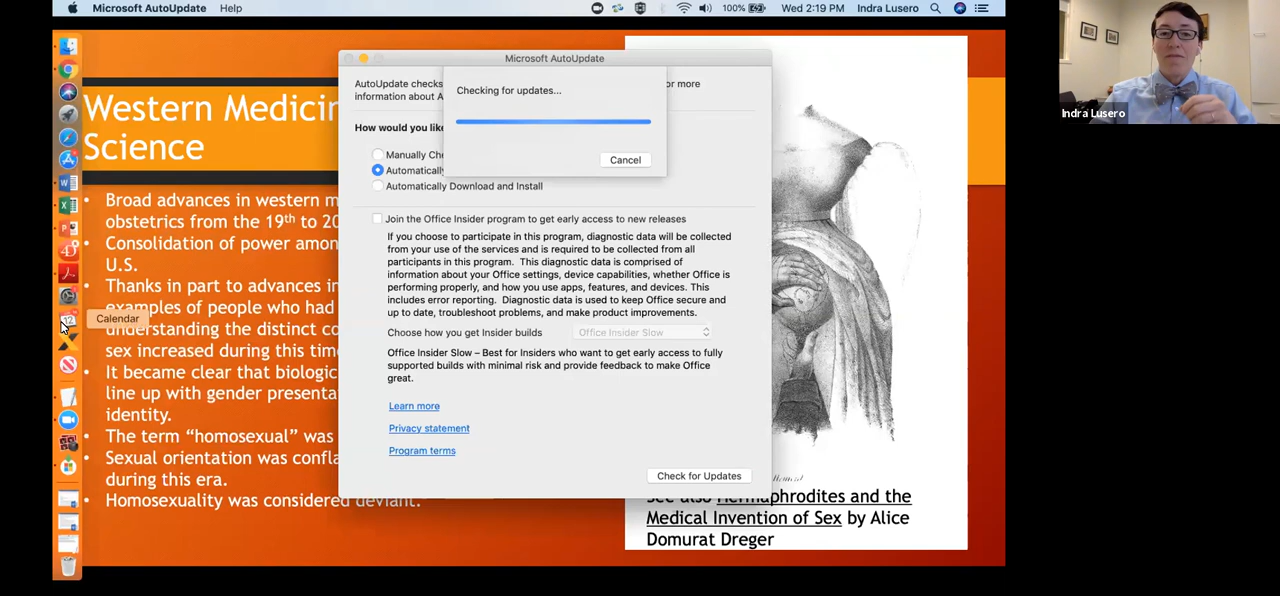 Microsoft AutoUpdate Help
100% Wed 2:19 PM Indra Lusero
Microsoft AutoUpdate
Western Medicin
Science
Broad advances in western m
obstetrics from the 19th to 20
Consolidation of power amon
U.S.
Thanks in part to advances in
examples of people who had
understanding the distinct co
sex increased during this time
It became clear that biologic
line up with gender presenta
identity.
The term “homosexual” was
Sexual orientation was confla
during this era.
Homosexuality was considered deviant.
Calendar
AutoUpdate checks or more
information about A
Checking for updates...
Cancel
How would you like
Manually Che
Automatically
Automatically Download and Install
Join the Office Insider program to get early access to new releases
If you choose to participate in this program, diagnostic data will be collected
from your use of the services and is required to be collected from all
participants in this program. This diagnostic data is comprised of
information about your Office settings, device capabilities, whether Office is
performing properly, and how you use apps, features, and devices. This
includes error reporting. Diagnostic data is used to keep Office secure and
up to date, troubleshoot problems, and make product improvements.
Choose how you get Insider builds Office Insider Slow
Office Insider Slow – Best for Insiders who want to get early access to fully
supported builds with minimal risk and provide feedback to make Office
great.
Learn more
Privacy statement
Program terms
Check for Updates
See also Hermaphrodites and the
Medical Invention of Sex by Alice
Domurat Dreger
Indra Lusero